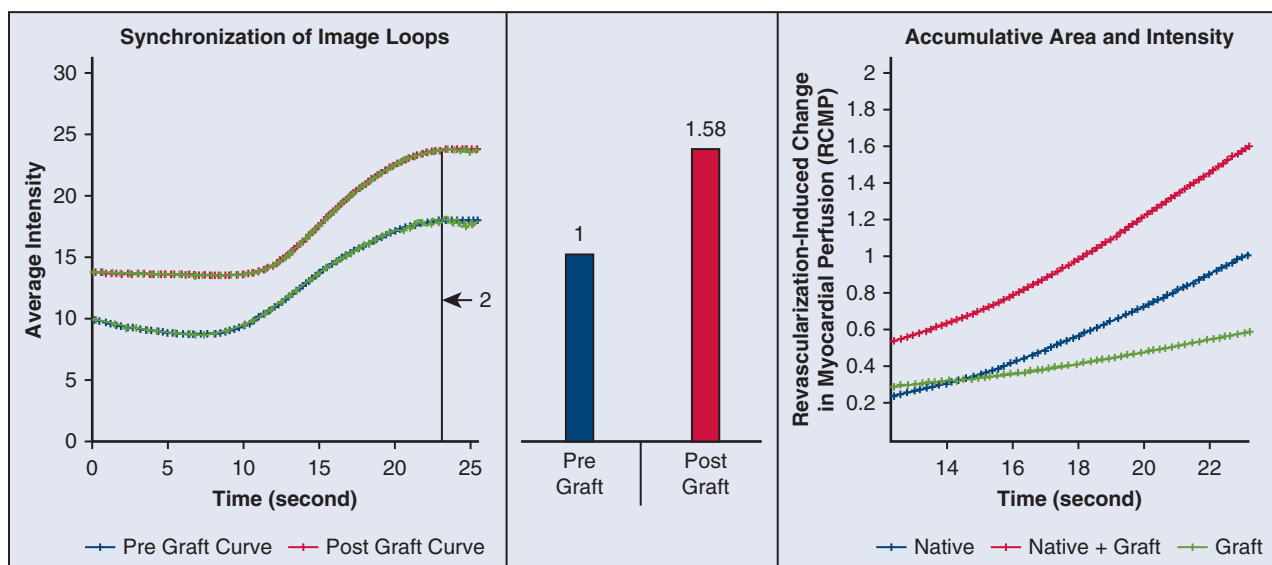 Synchronization of Image Loops
Average Intensity
30
25
20
15
10
5
0
2
0 5 10 15 20 25
Time (second)
Pre Graft Curve Post Graft Curve
1
1.58
Pre
Graft
Post
Graft
Accumulative Area and Intensity
Revascularization-Induced Change
in Myocardial Perfusion (RCMP)
2
1.8
1.6
1.4
1.2
1
0.8
0.6
0.4
0.2
14 16 18 20 22
Time (second)
Native Native + Graft Graft